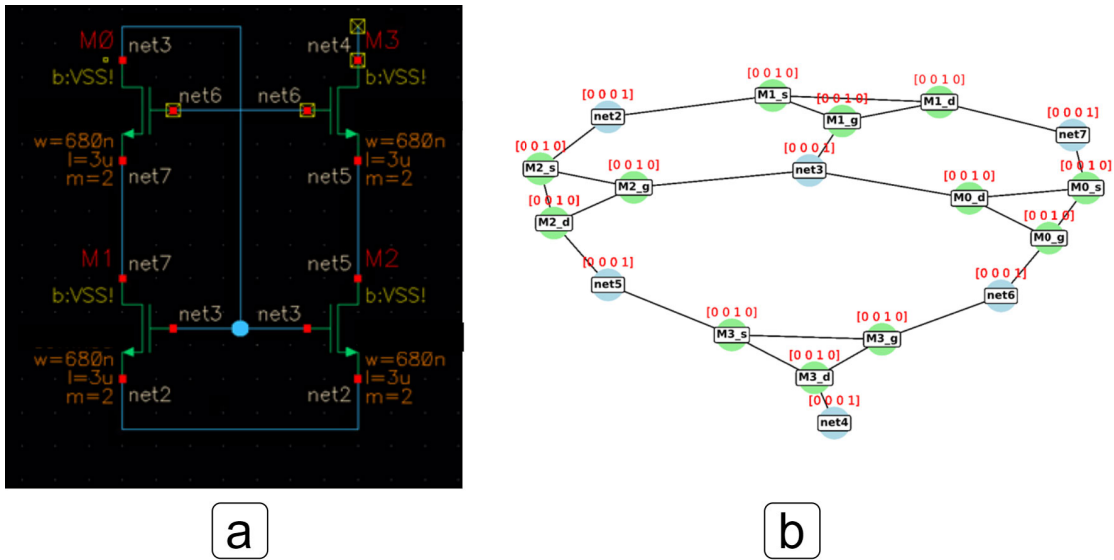 M0 net3
net4 M3
b:VSS!
net6 net6
b:VSS!
w=680n
l=3u
m=2
net7
w=680n
l=3u
m=2
net5
M1 net7
net5 M2
b:VSS!
net3 net3
b:VSS!
w=680n
l=3u
m=2
net2
w=680n
l=3u
m=2
net2
a
[0 0 1 0]
M1_s
[0 0 1 0]
M1_d
[0 0 0 1]
net2
[0 0 1 0]
M1_g
[0 0 0 1]
net7
[0 0 1 0]
M2_s
[0 0 1 0]
M2_g
[0 0 0 1]
net3
[0 0 1 0]
M0_d
[0 0 1 0]
M0_s
[0 0 1 0]
M2_d
[0 0 1 0]
M0_g
[0 0 0 1]
net5
[0 0 0 1]
net6
[0 0 1 0]
M3_s
[0 0 1 0]
M3_g
[0 0 1 0]
M3_d
[0 0 0 1]
net4
b